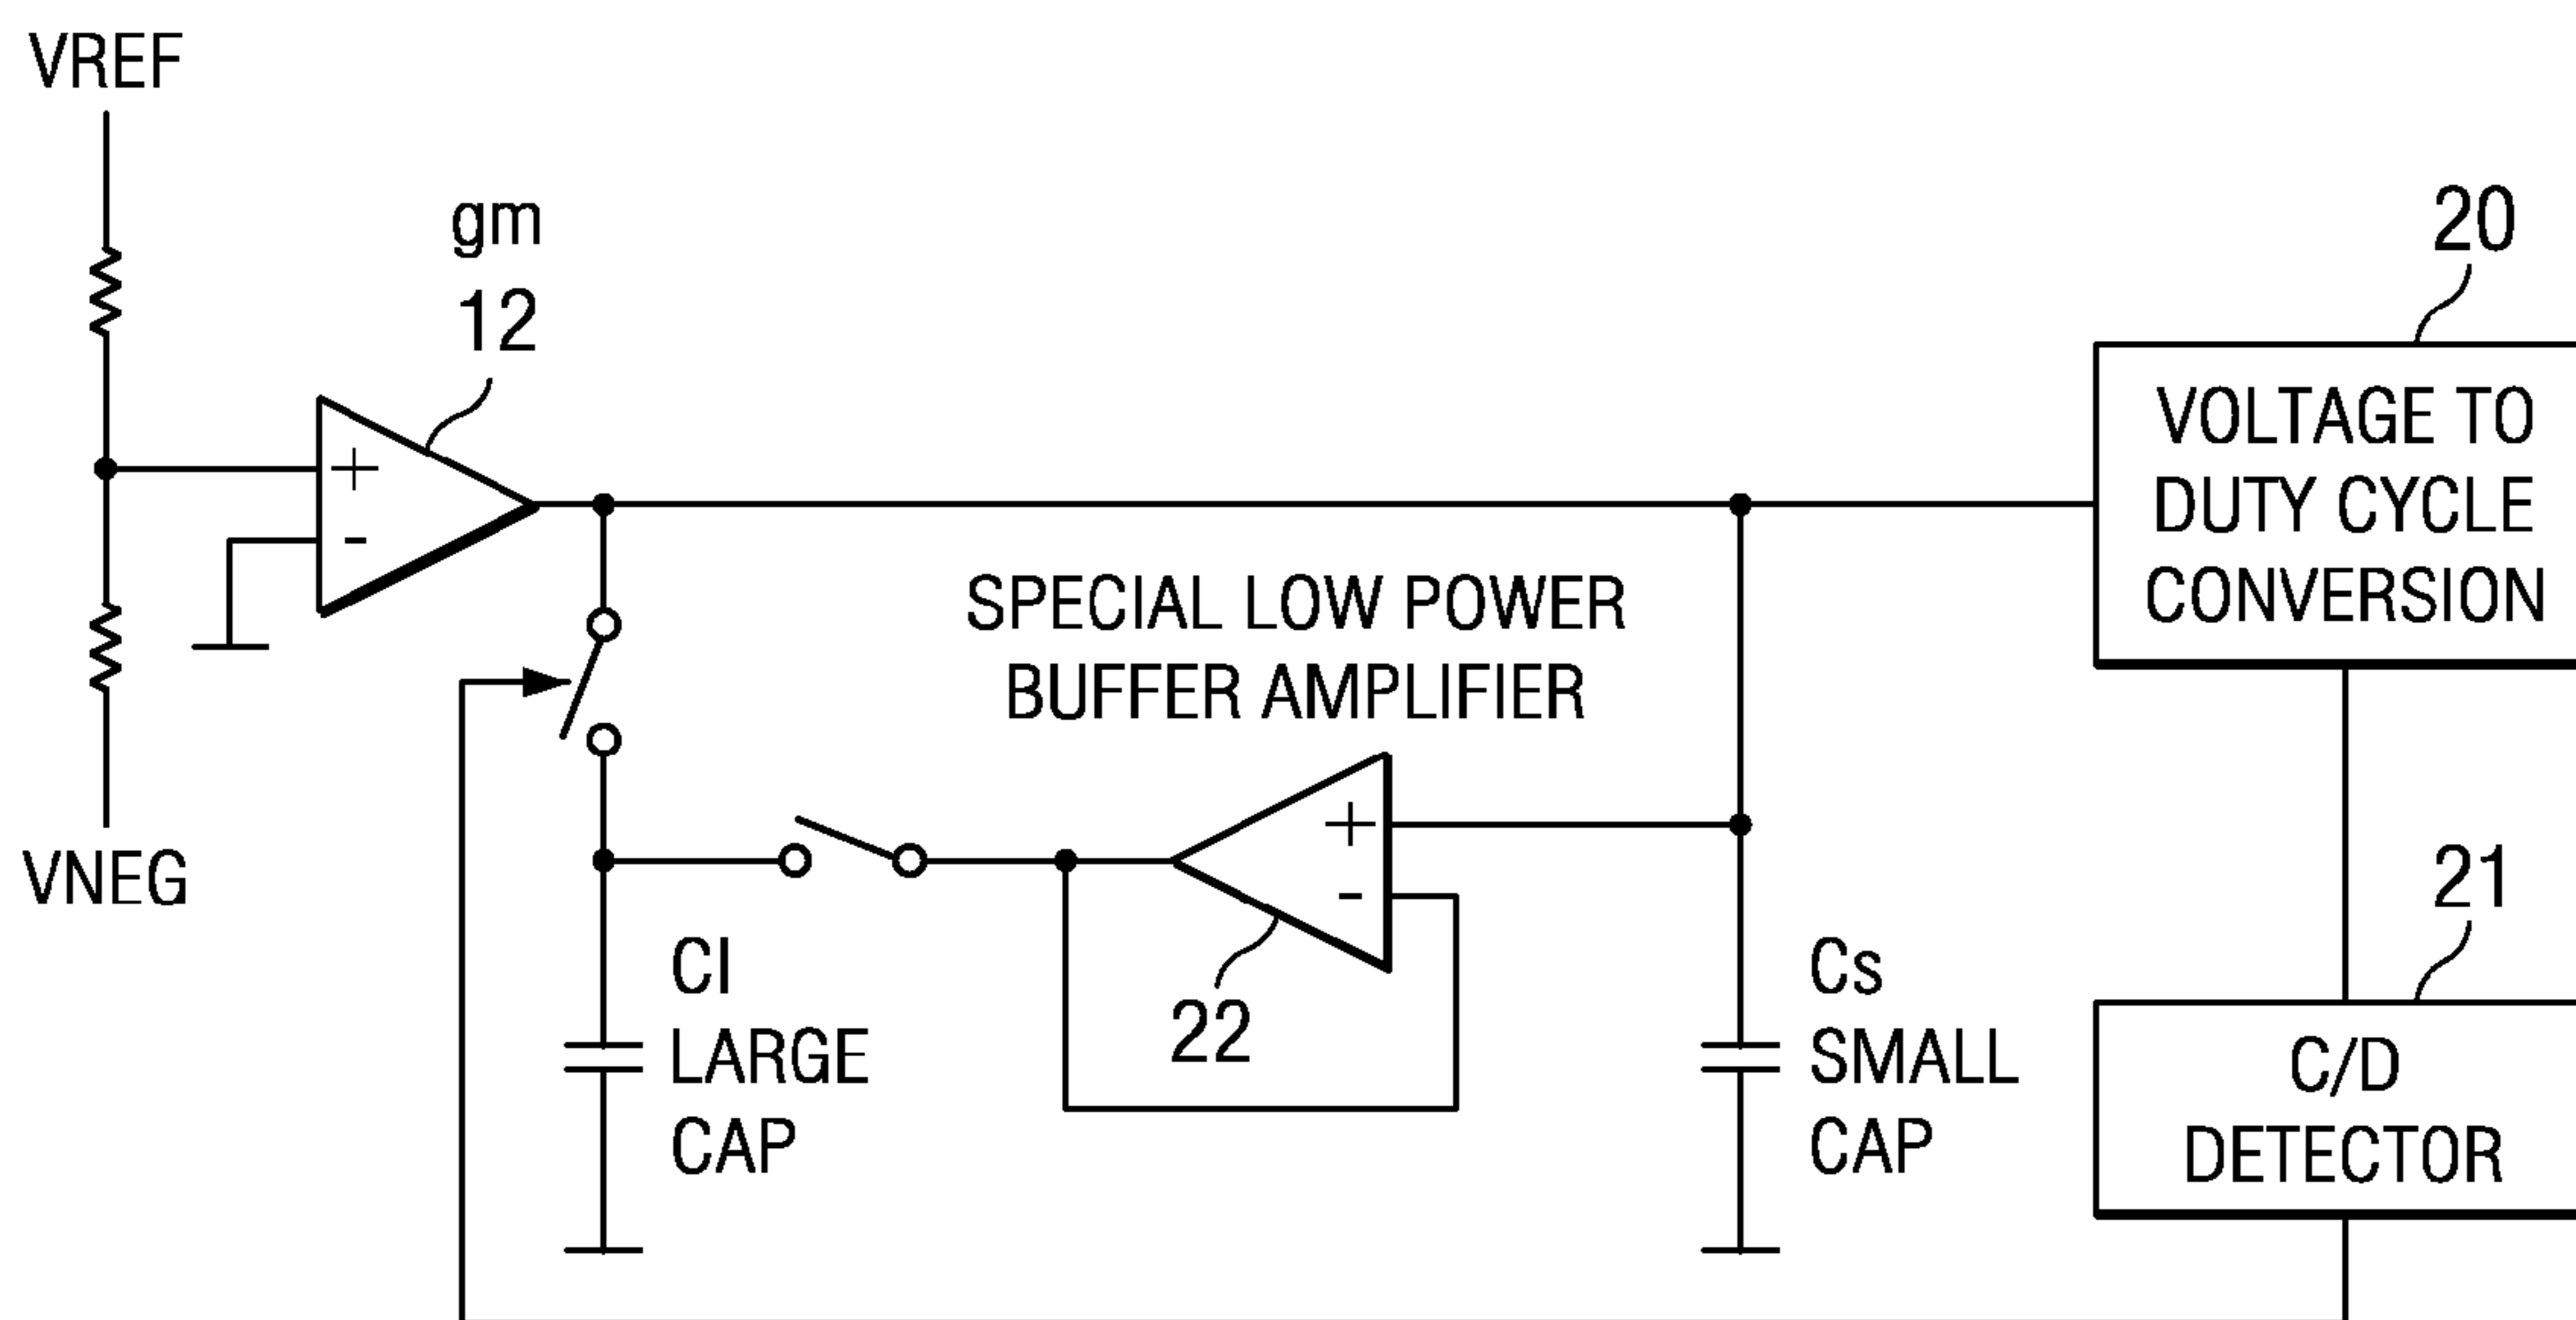 VREF
gm
12
20
VOLTAGE TO
DUTY CYCLE
CONVERSION
+
-
SPECIAL LOW POWER
BUFFER AMPLIFIER
VNEG
+
-
22
CI
LARGE
CAP
Cs
SMALL
CAP
21
C/D
DETECTOR